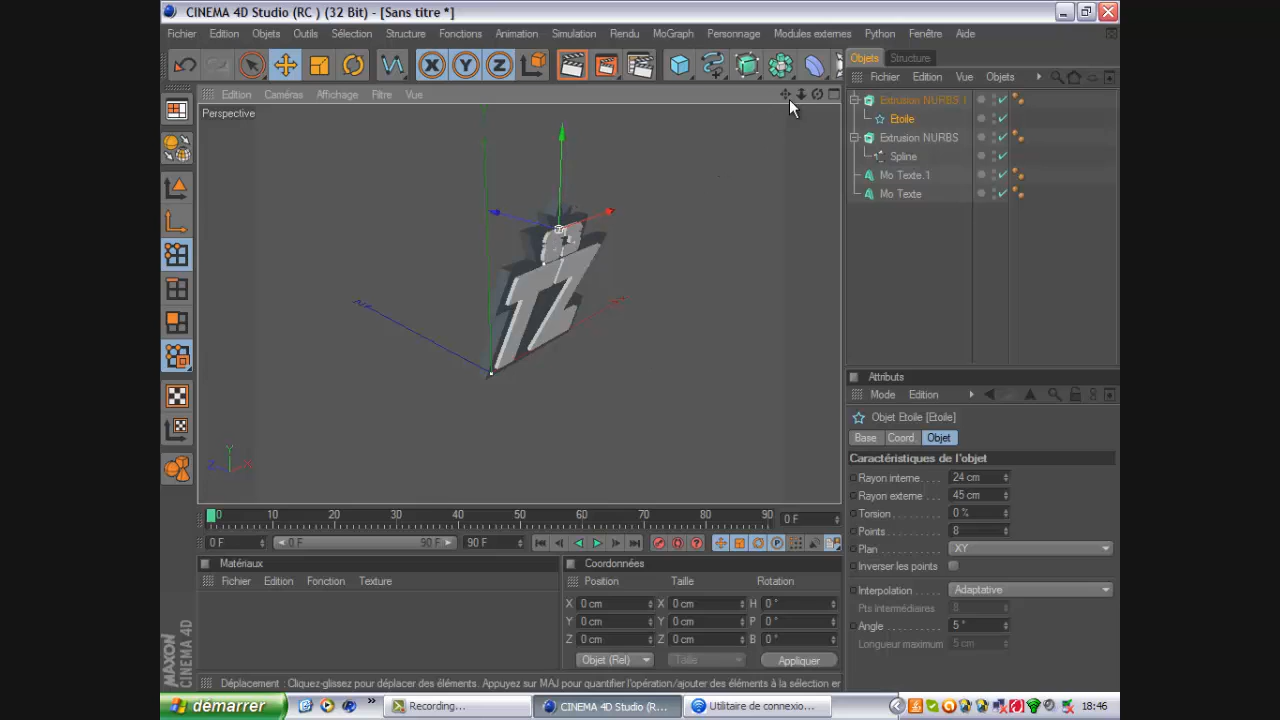 CINEMA 4D Studio (RC ) (32 Bit) - [Sans titre *]
Fichier Edition Objets Outils Sélection Structure Fonctions Animation Simulation Rendu MoGraph Personnage Modules externes Python Fenêtre Aide
Objets Structure
Fichier Edition Vue Objets
Edition Caméras Affichage Filtre Vue
Perspective
Extrusion NURBS 1
Etoile
Extrusion NURBS
Spline
Mo Texte.1
Mo Texte
TZ
Y
Z X
Attributs
Mode Edition
Objet Etoile [Etoile]
Base Coord Objet
Caractéristiques de l'objet
Rayon interne . . . . 24 cm
Rayon externe . . . 45 cm
Torsion . . . . . . . . . 0 %
Points . . . . . . . . . . 8
Plan . . . . . . . . . . . XY
Inverser les points
Interpolation . . . . . Adaptative
Pts intermédiaires 8
Angle . . . . . . . . . . 5 °
Longueur maximum 5 cm
0 10 20 30 40 50 60 70 80 90 0 F
0 F 0 F 90 F 90 F
Matériaux
Fichier Edition Fonction Texture
Coordonnées
Position Taille Rotation
X 0 cm X 0 cm H 0 °
Y 0 cm Y 0 cm P 0 °
Z 0 cm Z 0 cm B 0 °
Objet (Rel) Taille Appliquer
MAXON
CINEMA 4D
Déplacement : Cliquez-glissez pour déplacer des éléments. Appuyez sur MAJ pour quantifier l'opération/ajouter des éléments à la sélection er
démarrer Recording... CINEMA 4D Studio (R... Utilitaire de connexio... 18:46